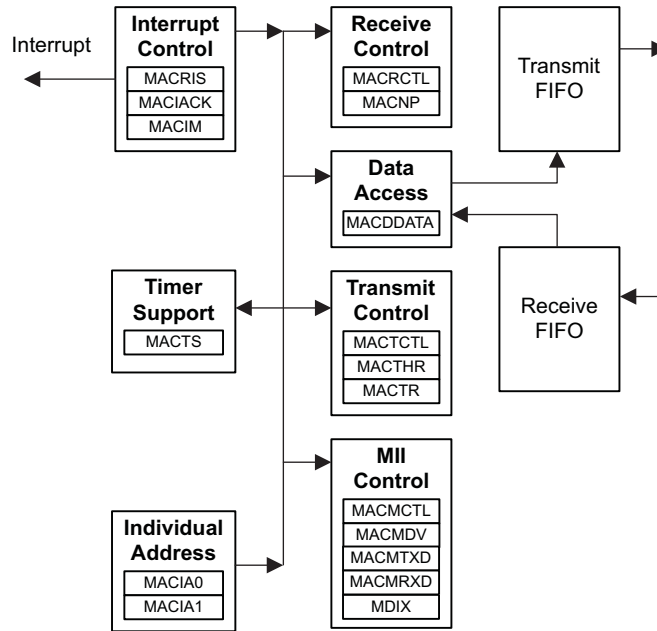 Interrupt
Interrupt
Control
MACRIS
MACIACK
MACIM
Receive
Control
MACRCTL
MACNP
Transmit
FIFO
Data
Access
MACDDATA
Timer
Support
MACTS
Transmit
Control
MACTCTL
MACTHR
MACTR
Receive
FIFO
Individual
Address
MACIA0
MACIA1
MII
Control
MACMCTL
MACMDV
MACMTXD
MACMRXD
MDIX